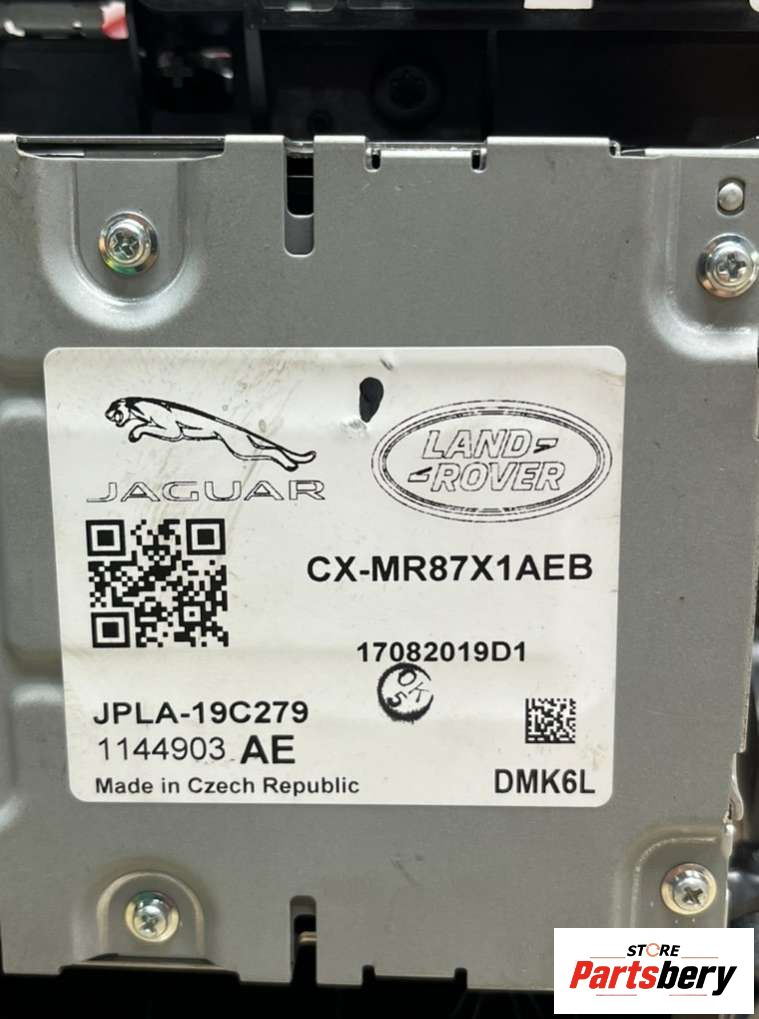 JAGUAR
LAND-
-ROVER
CX-MR87X1AEB
17082019D1
OK
5
JPLA-19C279
1144903 AE
Made in Czech Republic
DMK6L
STORE
Partsbery